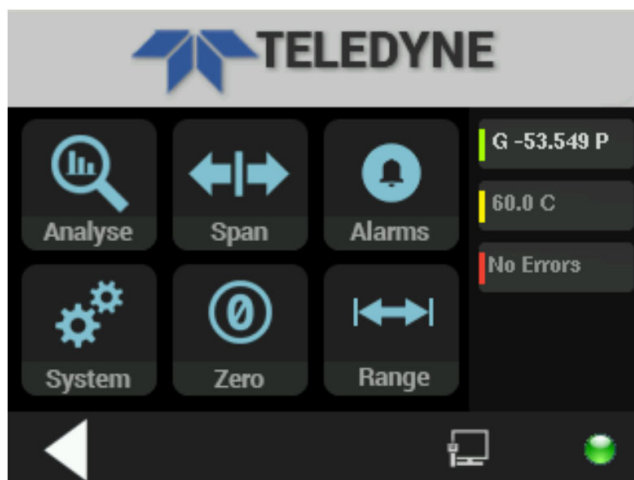 TELEDYNE
Analyse
Span
Alarms
System
Zero
Range
G -53.549 P
60.0 C
No Errors